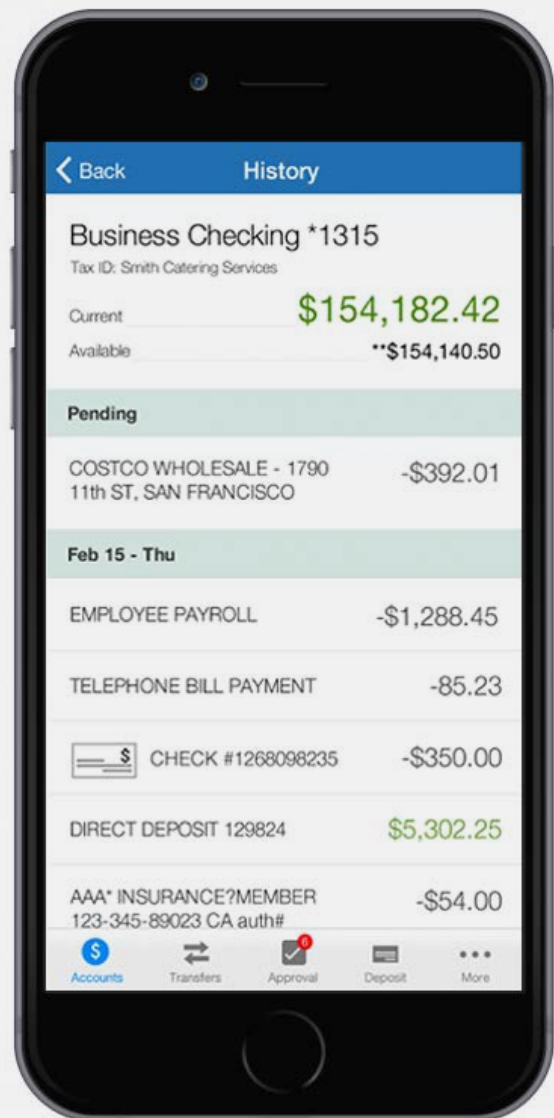 Back
History
Business Checking *1315
Tax ID: Smith Catering Services
Current $154,182.42
Available **$154,140.50
Pending
COSTCO WHOLESALE - 1790 -$392.01
11th ST, SAN FRANCISCO
Feb 15 - Thu
EMPLOYEE PAYROLL -$1,288.45
TELEPHONE BILL PAYMENT -85.23
$ CHECK #1268098235 -$350.00
DIRECT DEPOSIT 129824 $5,302.25
AAA* INSURANCE?MEMBER -$54.00
123-345-89023 CA auth#
$ 6
Accounts Transfers Approval Deposit More